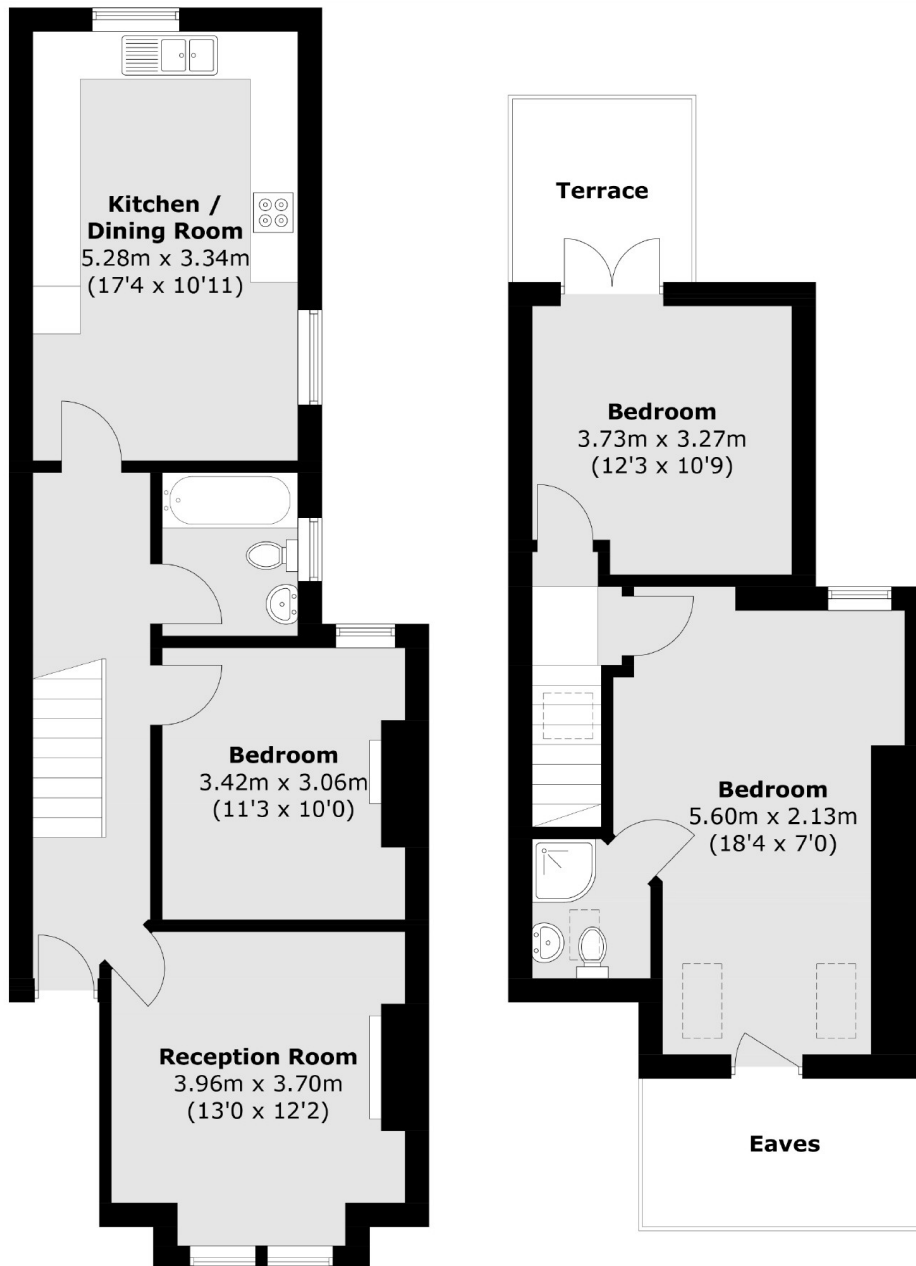 Kitchen /
Dining Room
5.28m x 3.34m
(17'4 x 10'11)
Bedroom
3.42m x 3.06m
(11'3 x 10'0)
Reception Room
3.96m x 3.70m
(13'0 x 12'2)
Terrace
Bedroom
3.73m x 3.27m
(12'3 x 10'9)
Bedroom
5.60m x 2.13m
(18'4 x 7'0)
Eaves